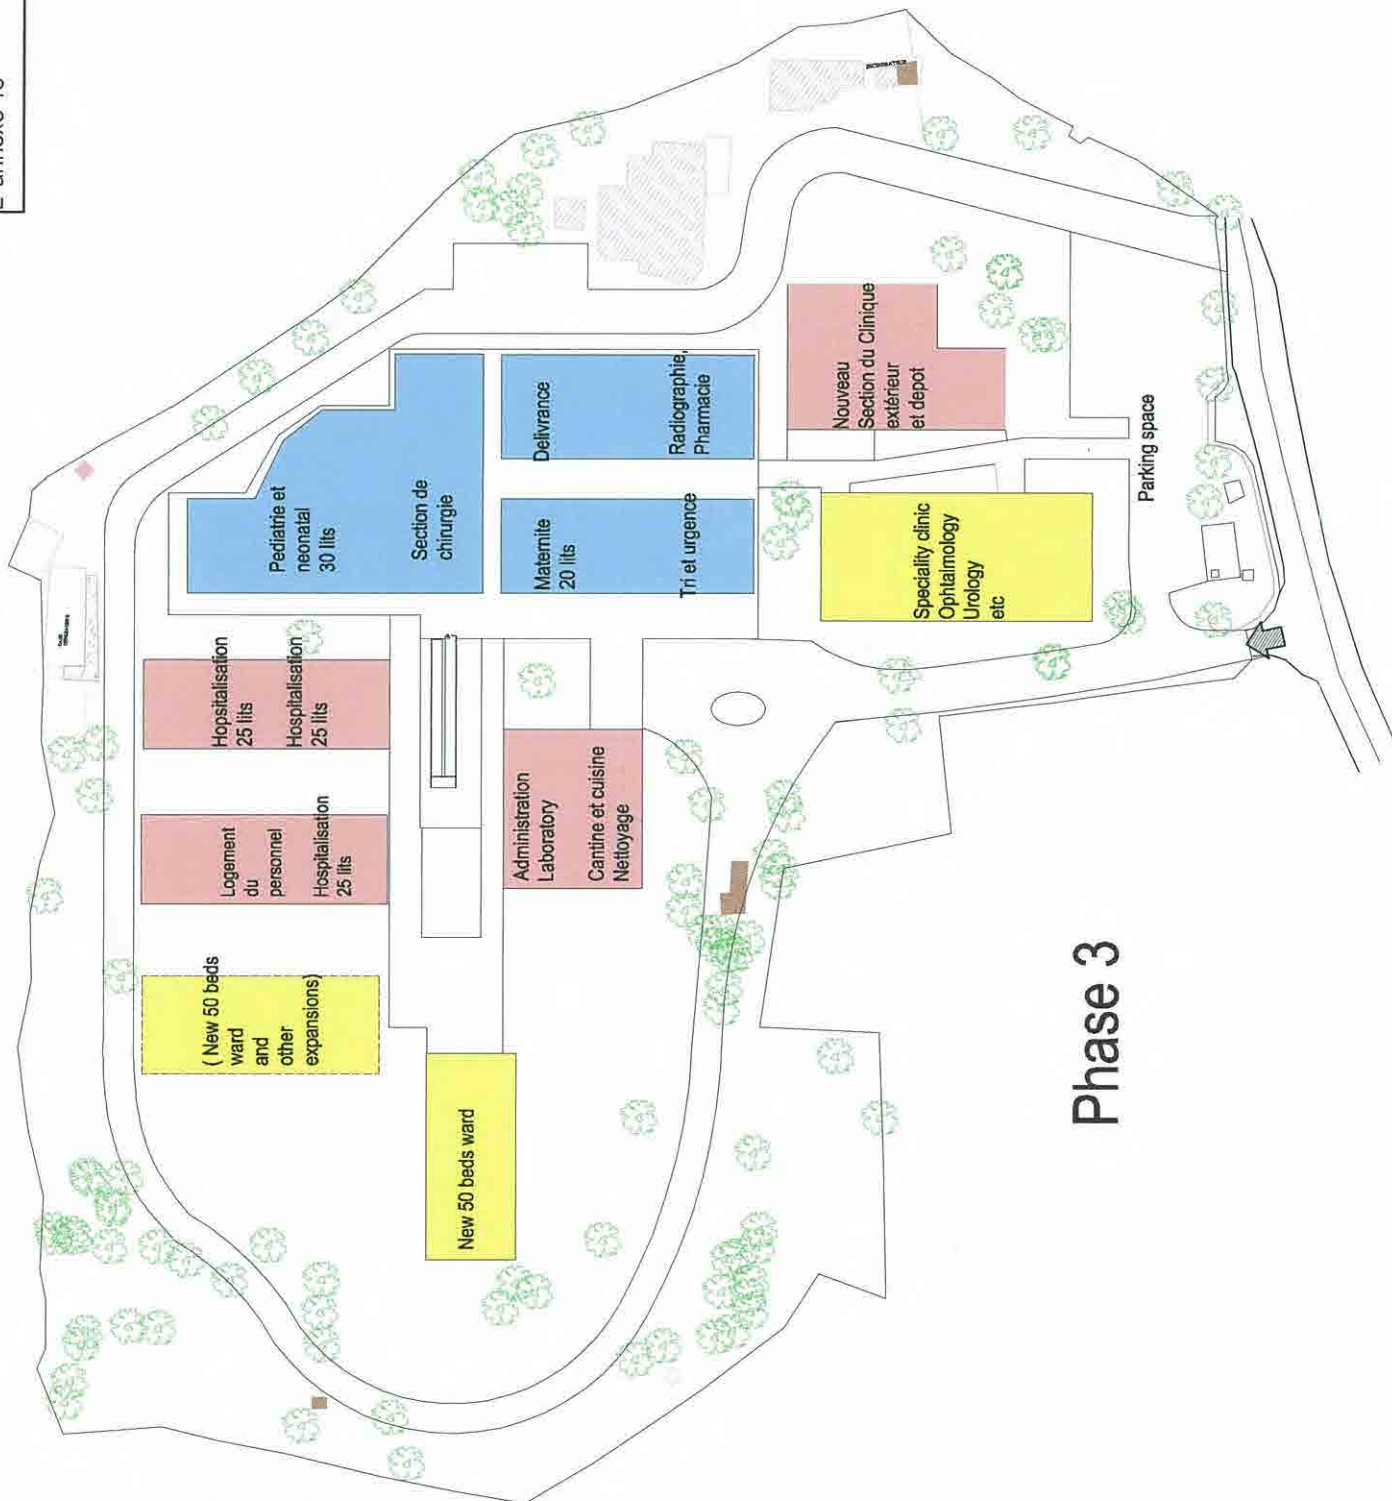 Pediatrie et
neonatal
30 lits
Section de
chirurgie
Delivrance
Radiographie,
Pharmacie
Maternite
20 lits
Tri et urgence
Nouveau
Section du Clinique
extérieur
et depot
Parking space
Speciality clinic
Ophtalmology
Urology
etc
Hopsitalisation
25 lits
Hospitalisation
25 lits
Logement
du
personnel
Hospitalisation
25 lits
Administration
Laboratory
Cantine et cuisine
Nettoyage
( New 50 beds
ward
and
other
expansions)
New 50 beds ward
Phase 3